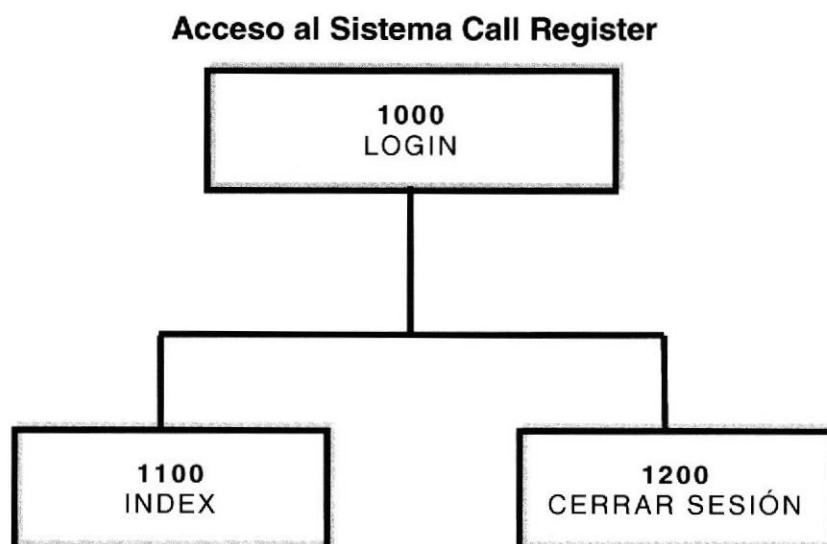 Acceso al Sistema Call Register
1000
LOGIN
1100
INDEX
1200
CERRAR SESIÓN